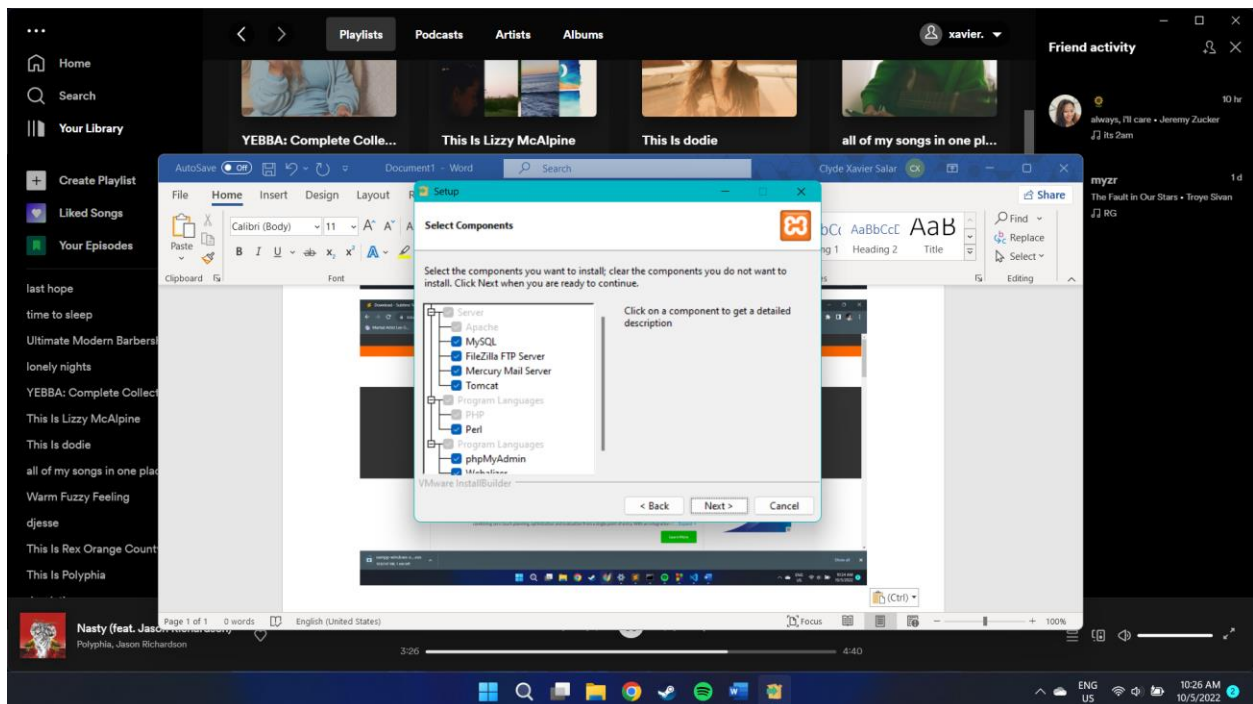 Playlists
Podcasts
Artists
Albums
xavier.
Friend activity
Home
Search
Your Library
Create Playlist
Liked Songs
Your Episodes
last hope
time to sleep
Ultimate Modern Barbers
lonely nights
YEBBA: Complete Collect
This Is Lizzy McAlpine
This Is dodie
all of my songs in one plac
Warm Fuzzy Feeling
djesse
This Is Rex Orange Count
This Is Polyphia
YEBBA: Complete Colle...
This Is Lizzy McAlpine
This Is dodie
all of my songs in one pl...
10 hr
always, i'll care • Jeremy Zucker
its 2am
myzr
1 d
The Fault in Our Stars • Troye Sivan
RG
AutoSave Off
Document1 - Word
Search
Clyde Xavier Salar
CX
File Home Insert Design Layout
Share
Calibri (Body) 11
Paste
Clipboard
Font
AaBbCcE AaB
Heading 2 Title
Find
Replace
Select
Editing
Setup
Select Components
Select the components you want to install; clear the components you do not want to
install. Click Next when you are ready to continue.
Server
Apache
MySQL
FileZilla FTP Server
Mercury Mail Server
Tomcat
Program Languages
PHP
Perl
Program Languages
phpMyAdmin
Webalizer
Click on a component to get a detailed
description
VMware InstallBuilder
< Back
Next >
Cancel
(Ctrl)
Page 1 of 1 0 words English (United States)
Focus
100%
Nasty (feat. Jason Richardson)
Polyphia, Jason Richardson
3:26
4:40
ENG
US
10:26 AM
10/5/2022
2